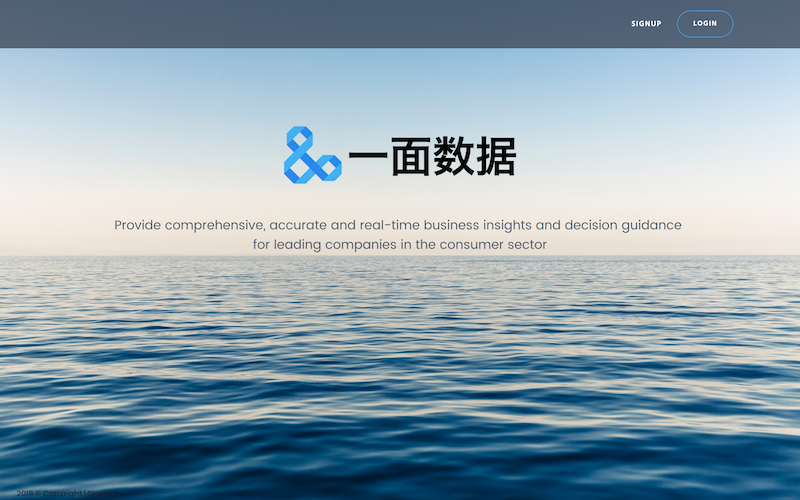 SIGNUP LOGIN
一面数据
Provide comprehensive, accurate and real-time business insights and decision guidance
for leading companies in the consumer sector
2018 © Copyright